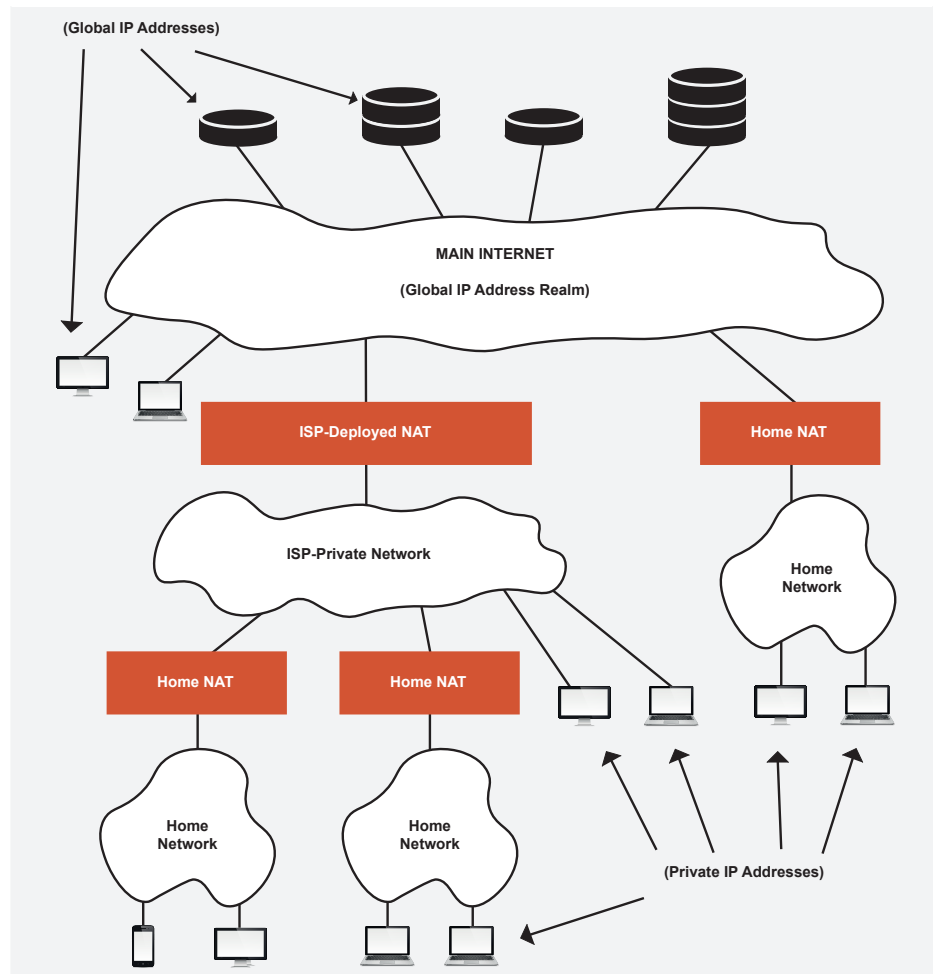 (Global IP Addresses)
MAIN INTERNET
(Global IP Address Realm)
ISP-Deployed NAT
Home NAT
ISP-Private Network
Home
Network
Home NAT
Home NAT
Home
Network
Home
Network
(Private IP Addresses)